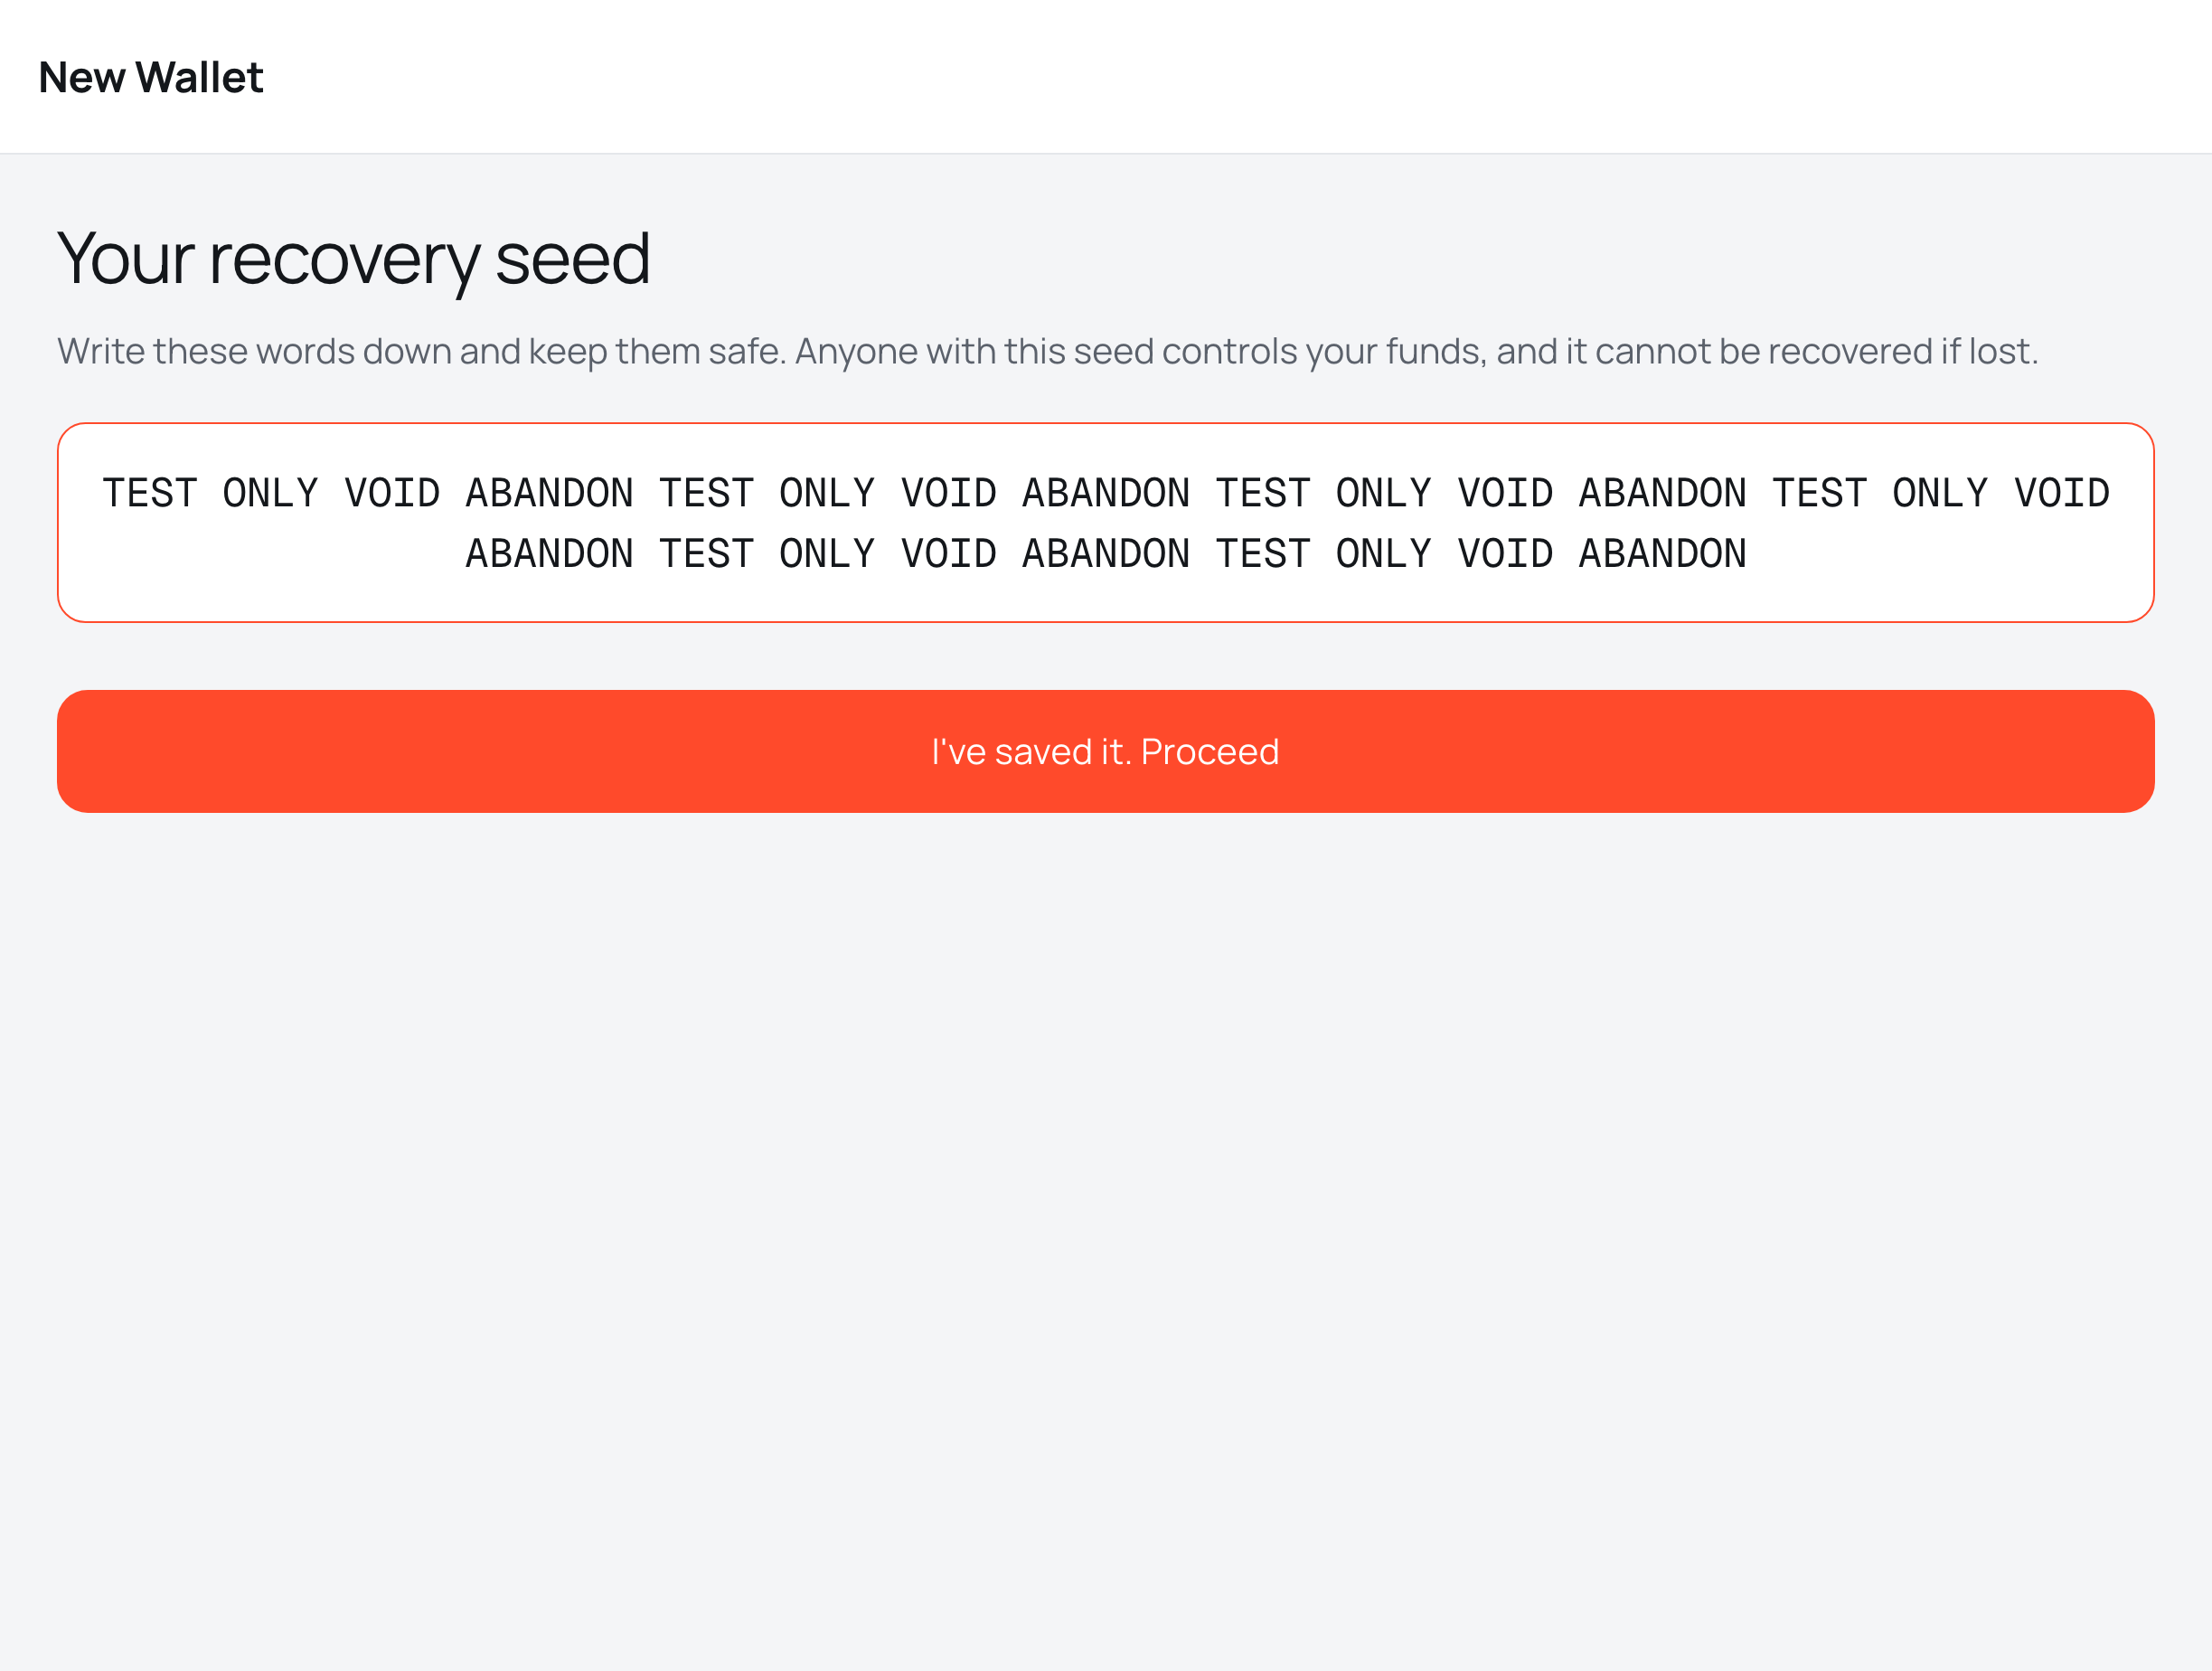 New Wallet
Your recovery seed
Write these words down and keep them safe. Anyone with this seed controls your funds, and it cannot be recovered if lost.
TEST ONLY VOID ABANDON TEST ONLY VOID ABANDON TEST ONLY VOID ABANDON TEST ONLY VOID
ABANDON TEST ONLY VOID ABANDON TEST ONLY VOID ABANDON
I've saved it. Proceed